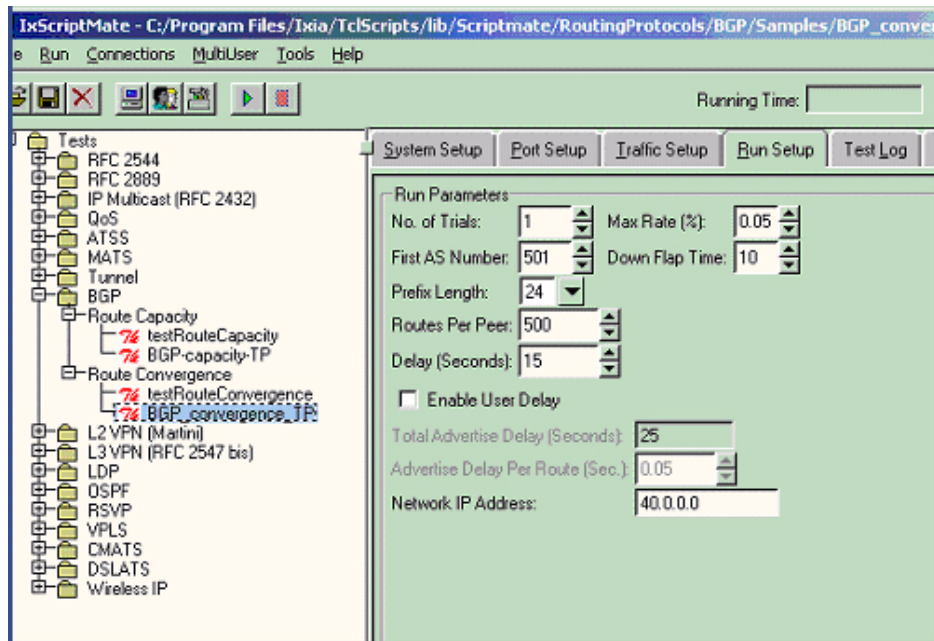 IxScriptMate - C:/Program Files/Ixia/TclScripts/lib/Scriptmate/RoutingProtocols/BGP/Samples/BGP_conve
e Run Connections MultiUser Tools Help
Running Time:
Tests
RFC 2544
RFC 2889
IP Multicast (RFC 2432)
QoS
ATSS
MATS
Tunnel
BGP
Route Capacity
testRouteCapacity
BGP-capacity-TP
Route Convergence
testRouteConvergence
BGP_convergence_TP
L2 VPN (Martini)
L3 VPN (RFC 2547 bis)
LDP
OSPF
RSVP
VPLS
CMATS
DSLATS
Wireless IP
System Setup Port Setup Traffic Setup Run Setup Test Log
Run Parameters
No. of Trials: 1 Max Rate (%): 0.05
First AS Number: 501 Down Flap Time: 10
Prefix Length: 24
Routes Per Peer: 500
Delay (Seconds): 15
Enable User Delay
Total Advertise Delay (Seconds): 25
Advertise Delay Per Route (Sec.): 0.05
Network IP Address: 40.0.0.0